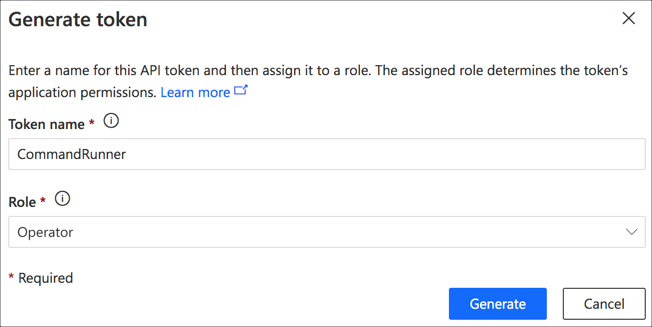 Generate token
Enter a name for this API token and then assign it to a role. The assigned role determines the token's
application permissions. Learn more
Token name *
CommandRunner
Role *
Operator
* Required
Generate
Cancel